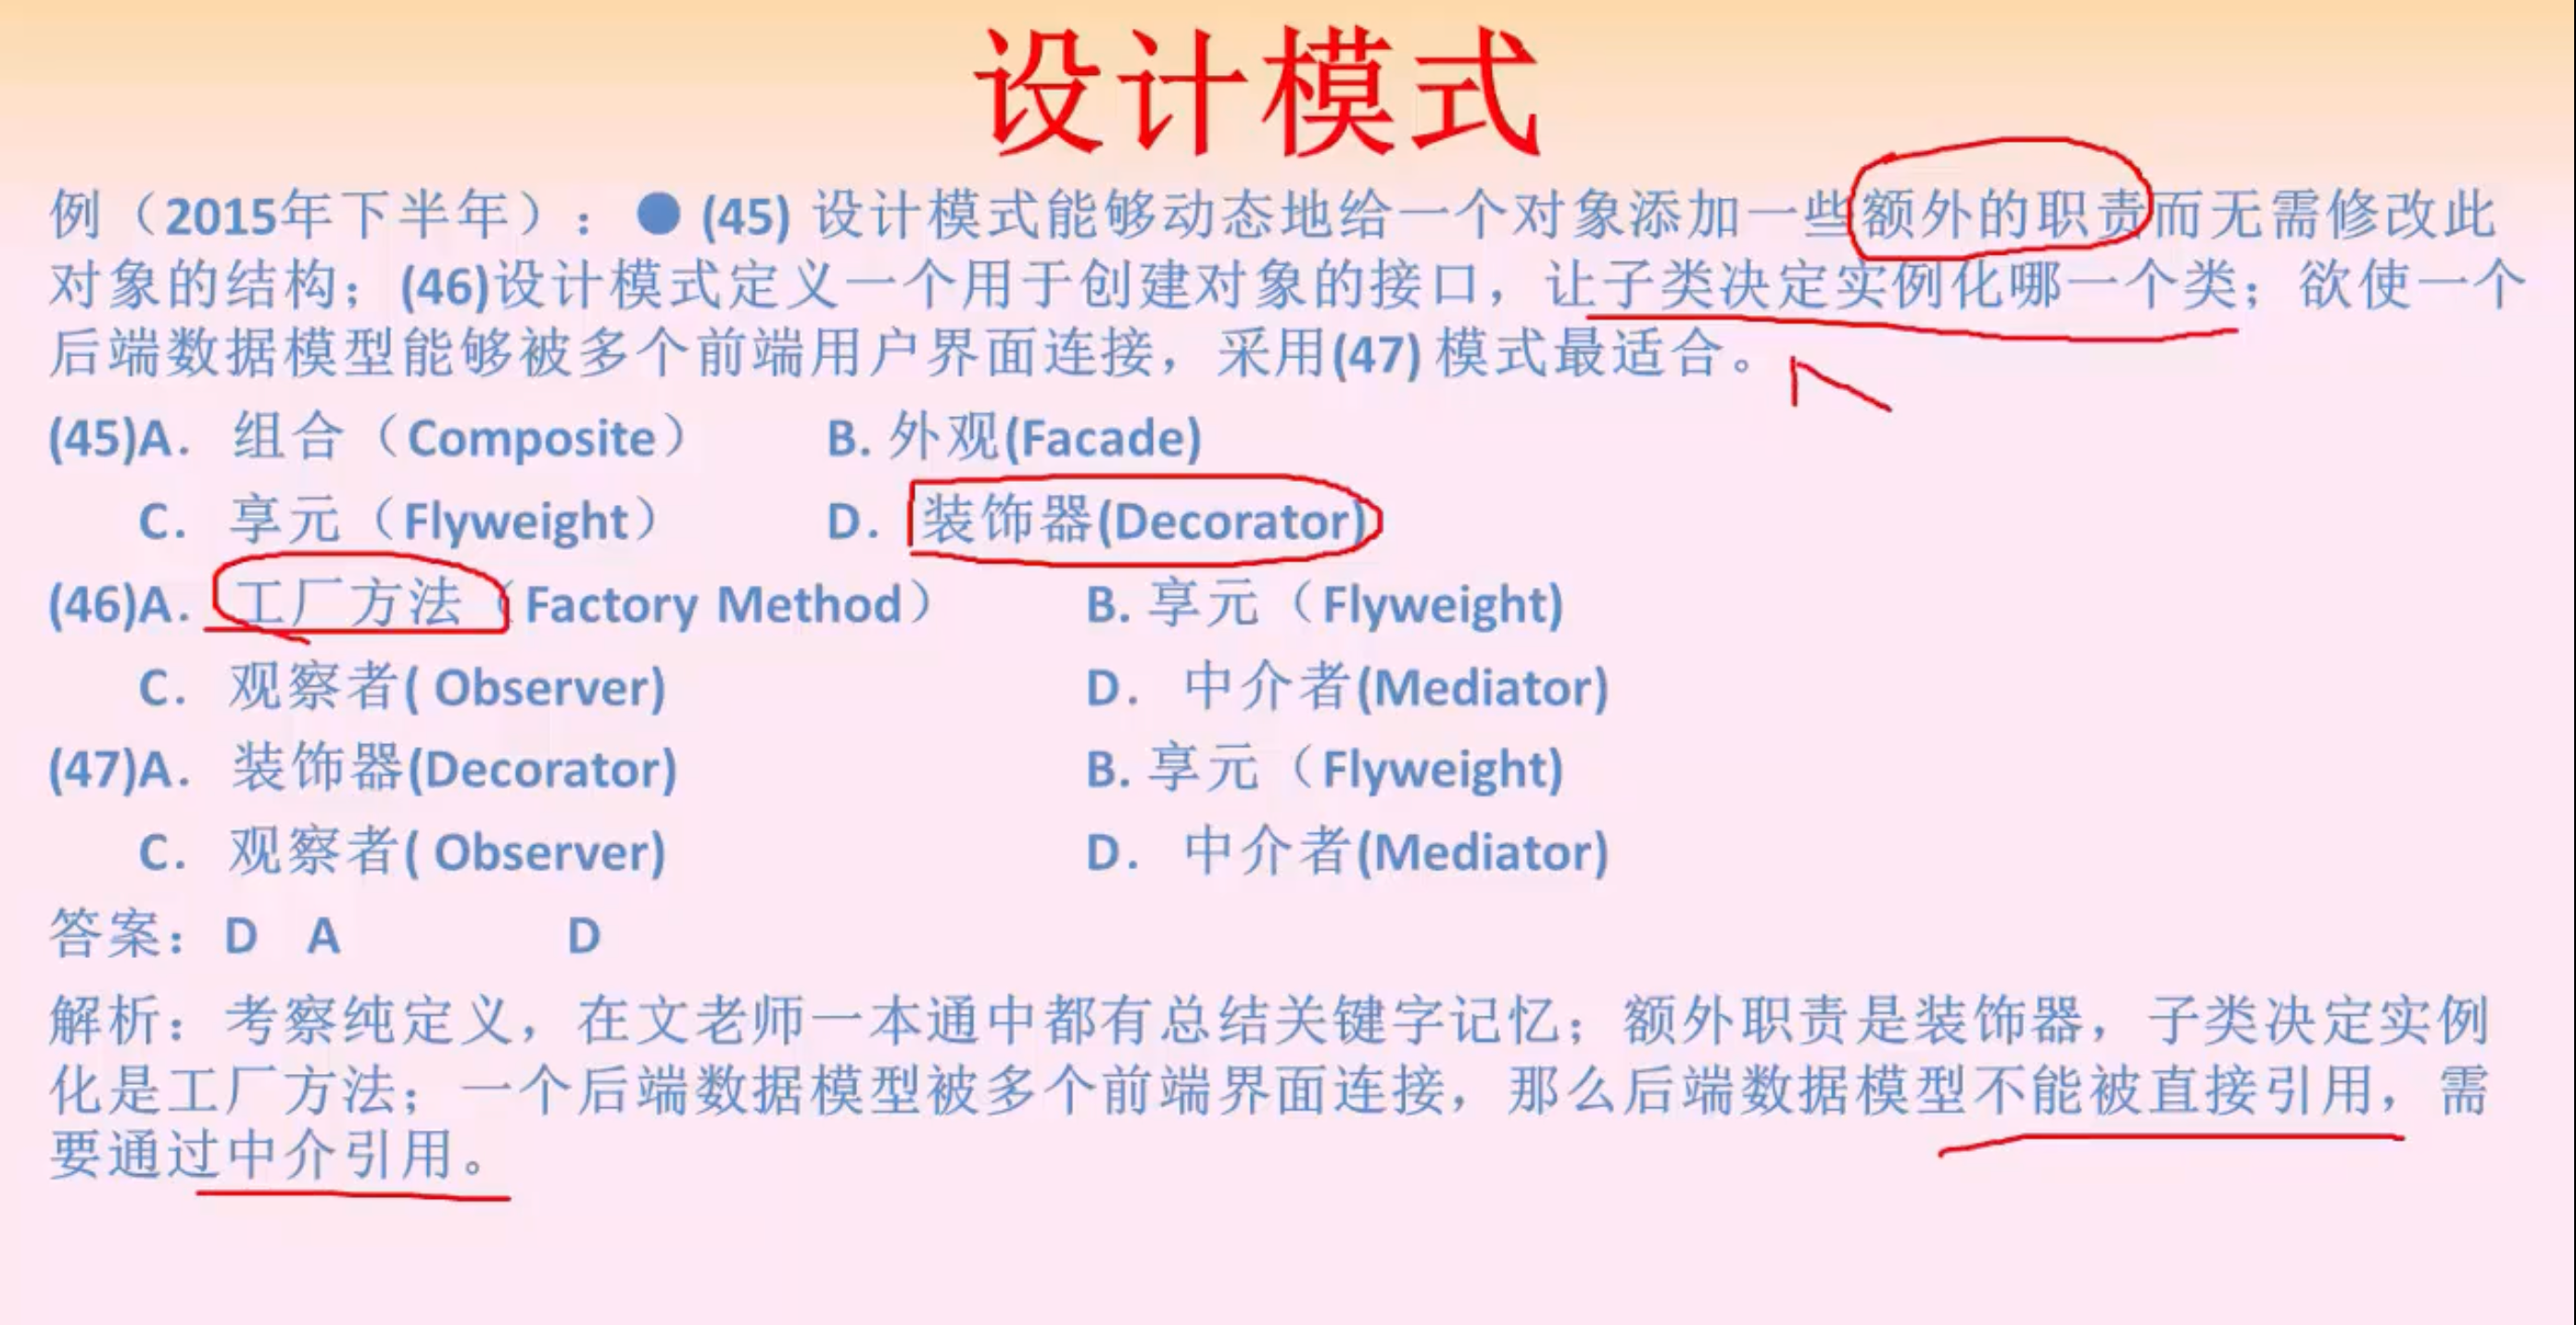 设计模式
例（2015年下半年）：● (45) 设计模式能够动态地给一个对象添加一些额外的职责而无需修改此
对象的结构；(46)设计模式定义一个用于创建对象的接口，让子类决定实例化哪一个类；欲使一个
后端数据模型能够被多个前端用户界面连接，采用(47) 模式最适合。
(45)A. 组合（Composite） B. 外观(Facade)
C. 享元（Flyweight） D. 装饰器(Decorator)
(46)A. 工厂方法（Factory Method） B. 享元（Flyweight)
C. 观察者( Observer) D. 中介者(Mediator)
(47)A. 装饰器(Decorator) B. 享元（Flyweight)
C. 观察者( Observer) D. 中介者(Mediator)
答案：D A D
解析：考察纯定义，在文老师一本通中都有总结关键字记忆；额外职责是装饰器，子类决定实例
化是工厂方法；一个后端数据模型被多个前端界面连接，那么后端数据模型不能被直接引用，需
要通过中介引用。